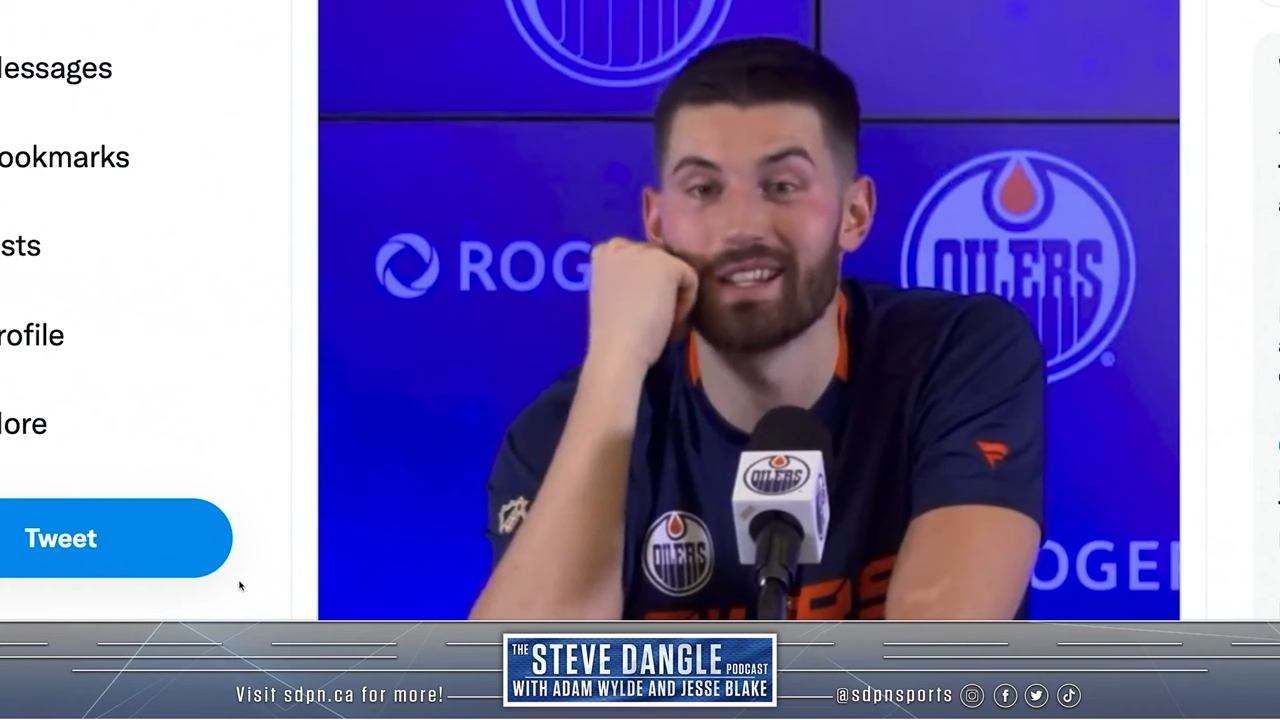 lessages
ookmarks
sts
rofile
lore
Tweet
ROG
OILERS
OILERS
OILERS
OGER
THE STEVE DANGLE PODCAST
WITH ADAM WYLDE AND JESSE BLAKE
Visit sdpn.ca for more!
@sdpnsports